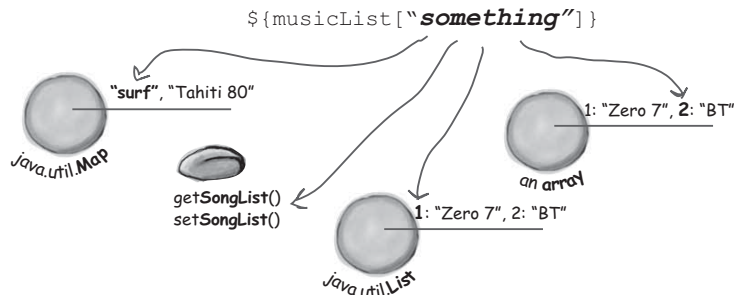 ${musicList["something"]}
"surf", "Tahiti 80"
java.util.Map
1: "Zero 7", 2: "BT"
an array
getSongList()
setSongList()
1: "Zero 7", 2: "BT"
java.util.List